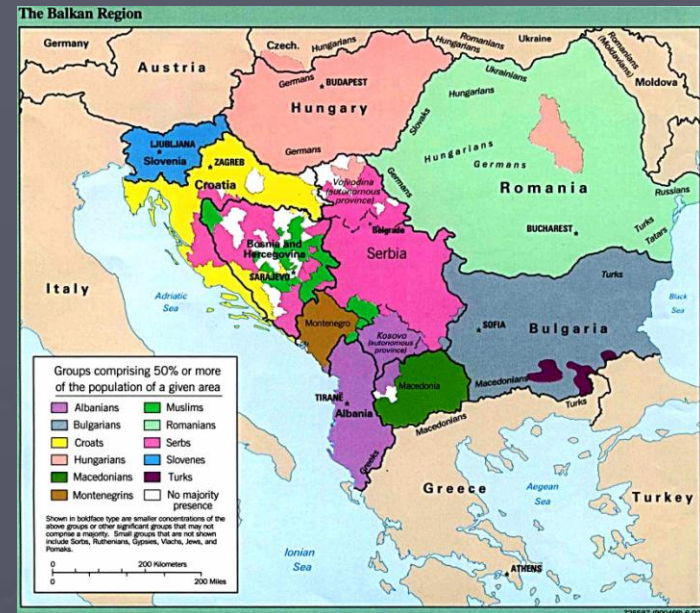 The Balkan Region
Germany
Czech.
Hungarians
Hungarians
Romanians
Ukraine
Romanians
(Moldavians)
Moldova
Austria
Germans
BUDAPEST
Hungary
Ukrainians
Hungarians
Slovaks
LJUBLJANA
Slovenia
ZAGREB
Croatia
Germans
Hungarians
Germans
Romania
Vojvodina
(autonomous
province)
Germans
Belgrade
Russians
BUCHAREST
Turks
Tatars
Bosnia and
Hercegovina
SARAJEVO
Serbia
Italy
Adriatic
Sea
Turks
Black
Sea
Montenegro
Kosovo
(autonomous
province)
SOFIA
Bulgaria
Macedonia
Macedonians
Turks
TIRANË
Albania
Macedonians
Greeks
Greece
Aegean
Sea
Turkey
Ionian
Sea
ATHENS
Groups comprising 50% or more
of the population of a given area
Albanians
Muslims
Bulgarians
Romanians
Croats
Serbs
Hungarians
Slovenes
Macedonians
Turks
Montenegrins
No majority
presence
Shown in boldface type are smaller concentrations of the
above groups or other significant groups that may not
comprise a majority. Small groups that are not shown
include Sorbs, Ruthenians, Gypsies, Vlachs, Jews, and
Pomaks.
0 200 Kilometers
0 200 Miles